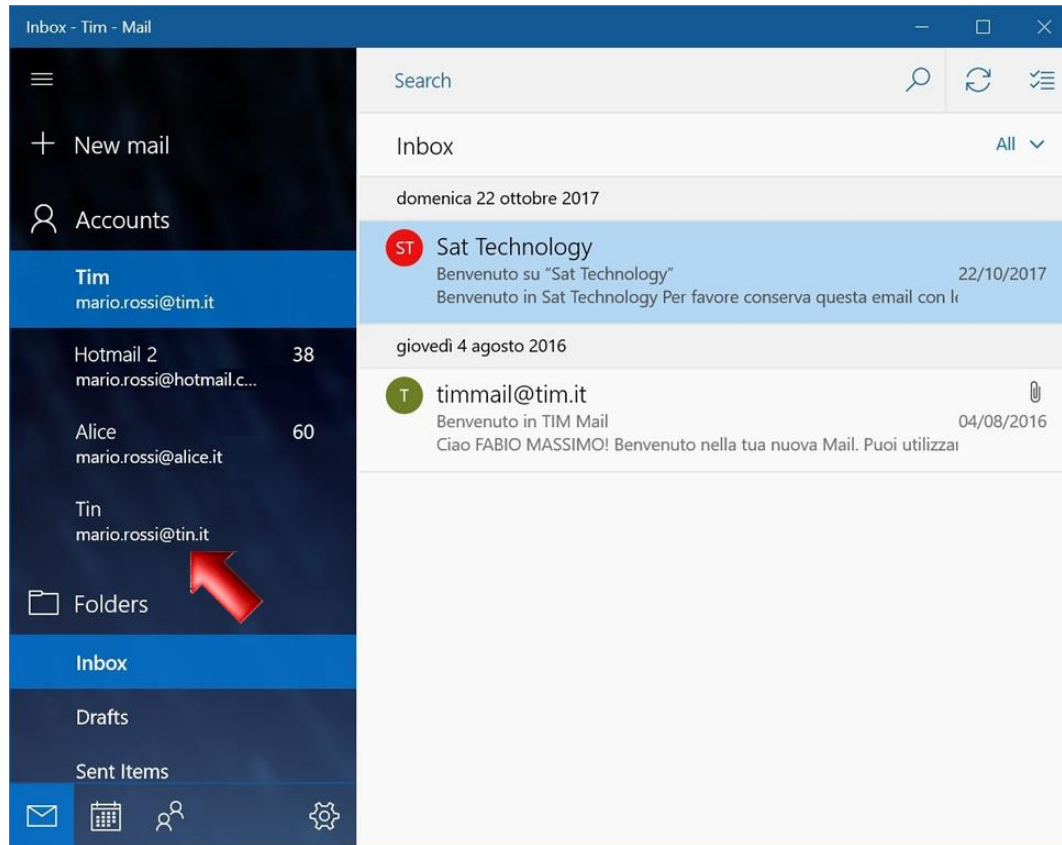 Inbox - Tim - Mail
New mail
Accounts
Tim
mario.rossi@tim.it
Hotmail 2 38
mario.rossi@hotmail.c...
Alice 60
mario.rossi@alice.it
Tin
mario.rossi@tin.it
Folders
Inbox
Drafts
Sent Items
Search
Inbox All
domenica 22 ottobre 2017
ST Sat Technology
Benvenuto su “Sat Technology” 22/10/2017
Benvenuto in Sat Technology Per favore conserva questa email con
giovedì 4 agosto 2016
T timmail@tim.it
Benvenuto in TIM Mail 04/08/2016
Ciao FABIO MASSIMO! Benvenuto nella tua nuova Mail. Puoi